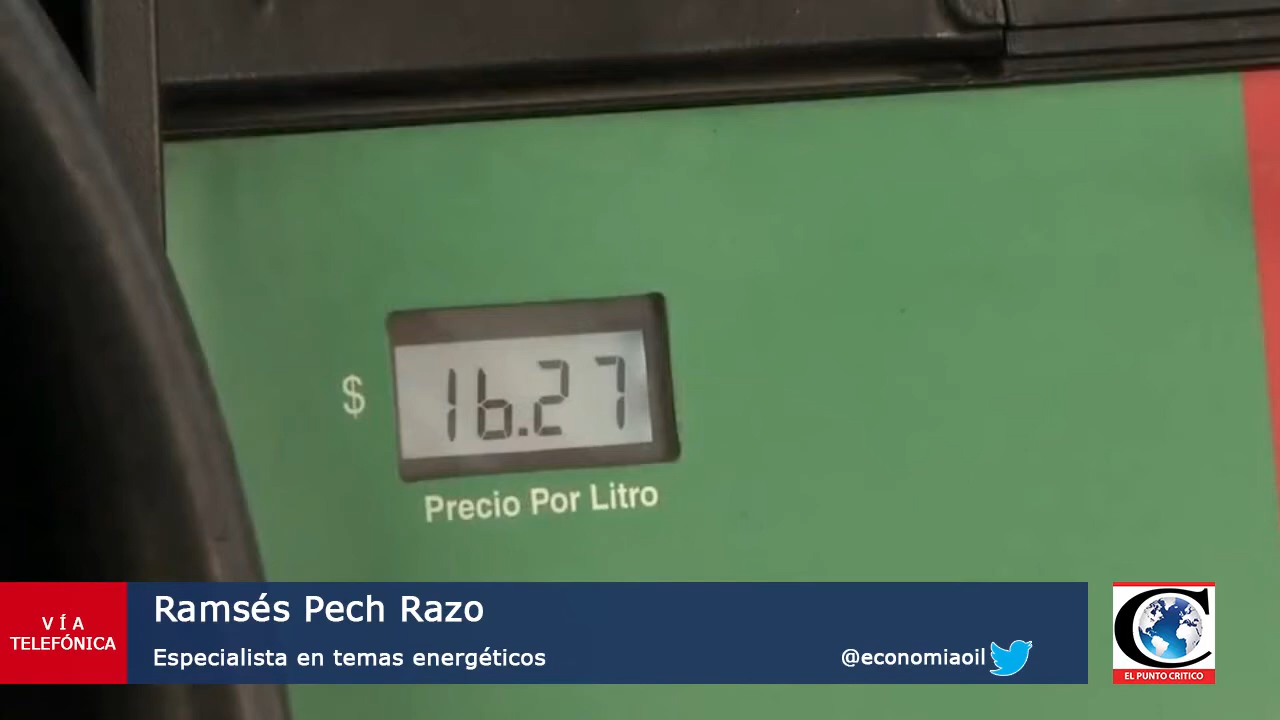 $ 16.27
Precio Por Litro
VÍA
TELEFÓNICA
Ramsés Pech Razo
Especialista en temas energéticos
@economiaoil
C
EL PUNTO CRITICO